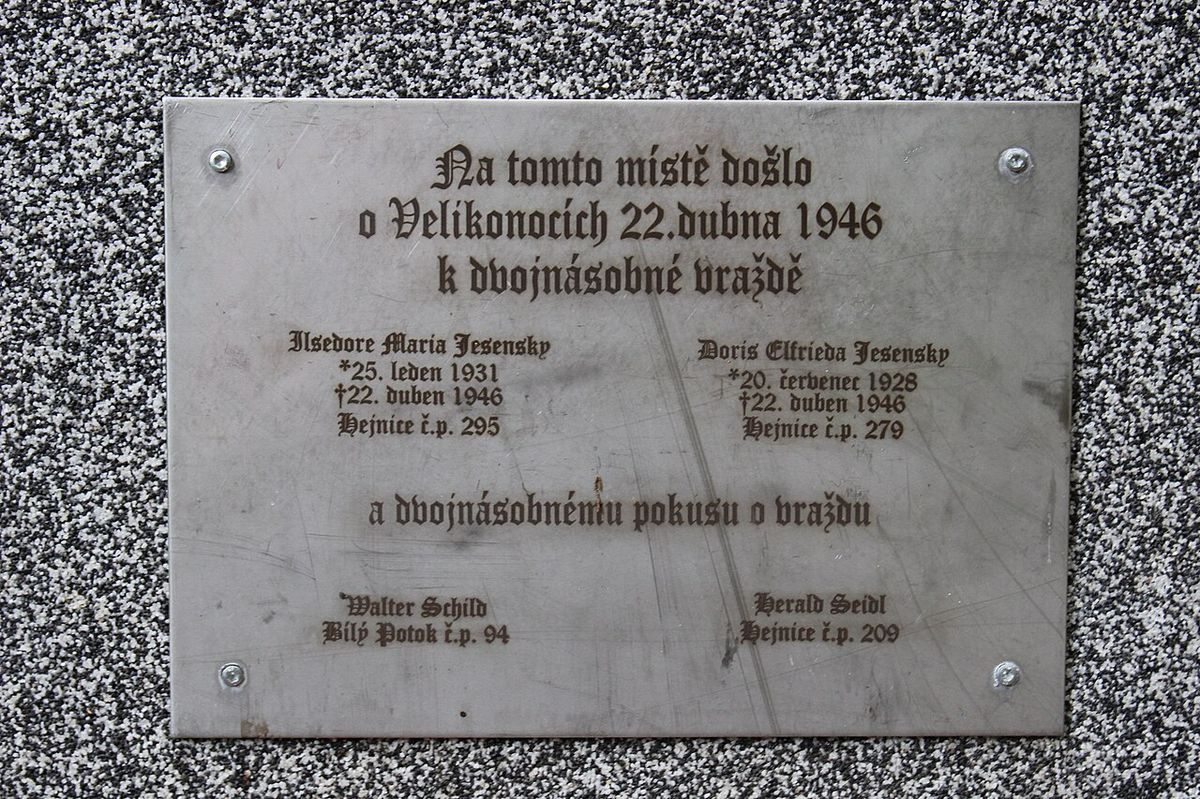 Na tomto místě došlo
o Velikonocích 22.dubna 1946
k dvojnásobné vraždě
Ilsedore Maria Jesensky
*25. leden 1931
†22. duben 1946
Hejnice č.p. 295
Doris Elfrieda Jesensky
*20. červenec 1928
†22. duben 1946
Hejnice č.p. 279
a dvojnásobnému pokusu o vraždu
Walter Schild
Bílý Potok č.p. 94
Herald Seidl
Hejnice č.p. 209